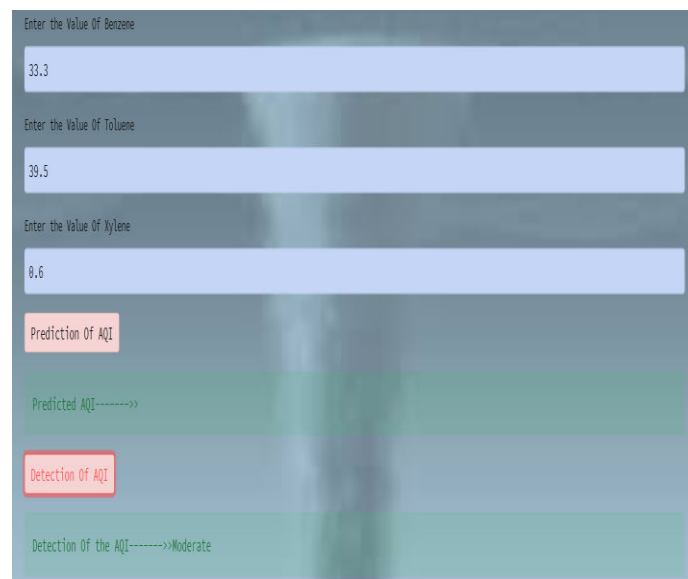 Enter the Value Of Benzene
33.3
Enter the Value Of Toluene
39.5
Enter the Value Of Xylene
0.6
Prediction Of AQI
Predicted AQI------->>
Detection Of AQI
Detection Of the AQI------->>Moderate